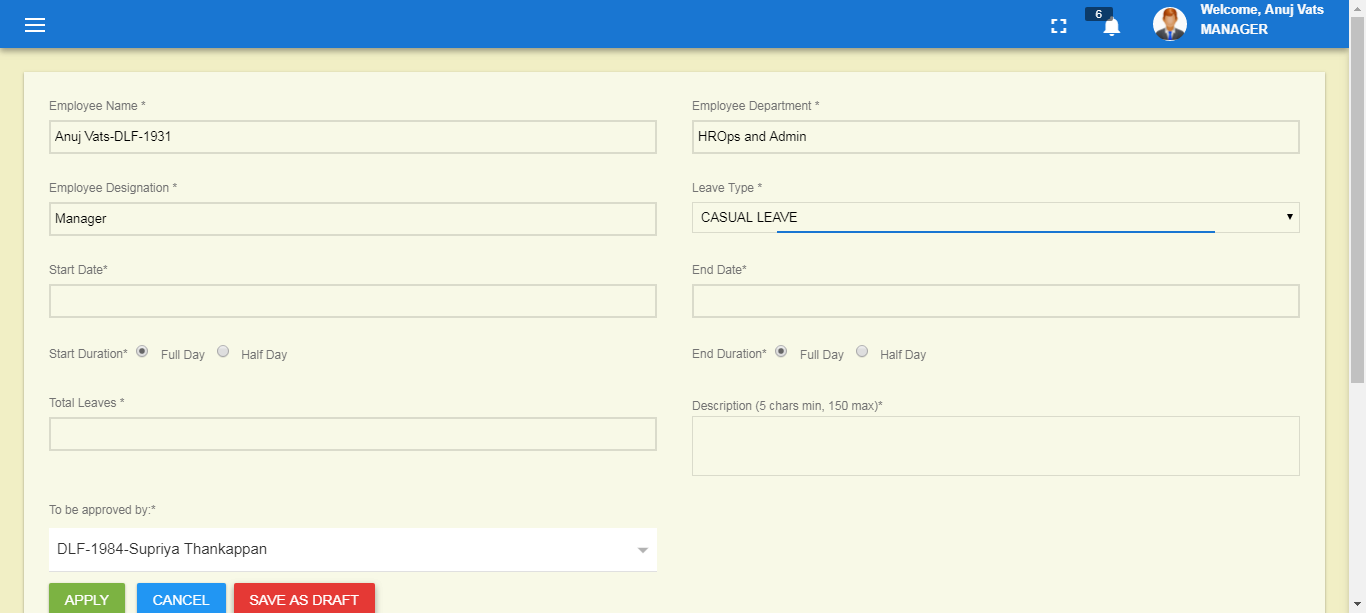 6
Welcome, Anuj Vats
MANAGER
Employee Name *
Employee Department *
Anuj Vats-DLF-1931
HROps and Admin
Employee Designation *
Leave Type *
Manager
CASUAL LEAVE
Start Date*
End Date*
Start Duration* Full Day Half Day
End Duration* Full Day Half Day
Total Leaves *
Description (5 chars min, 150 max)*
To be approved by:*
DLF-1984-Supriya Thankappan
APPLY CANCEL SAVE AS DRAFT